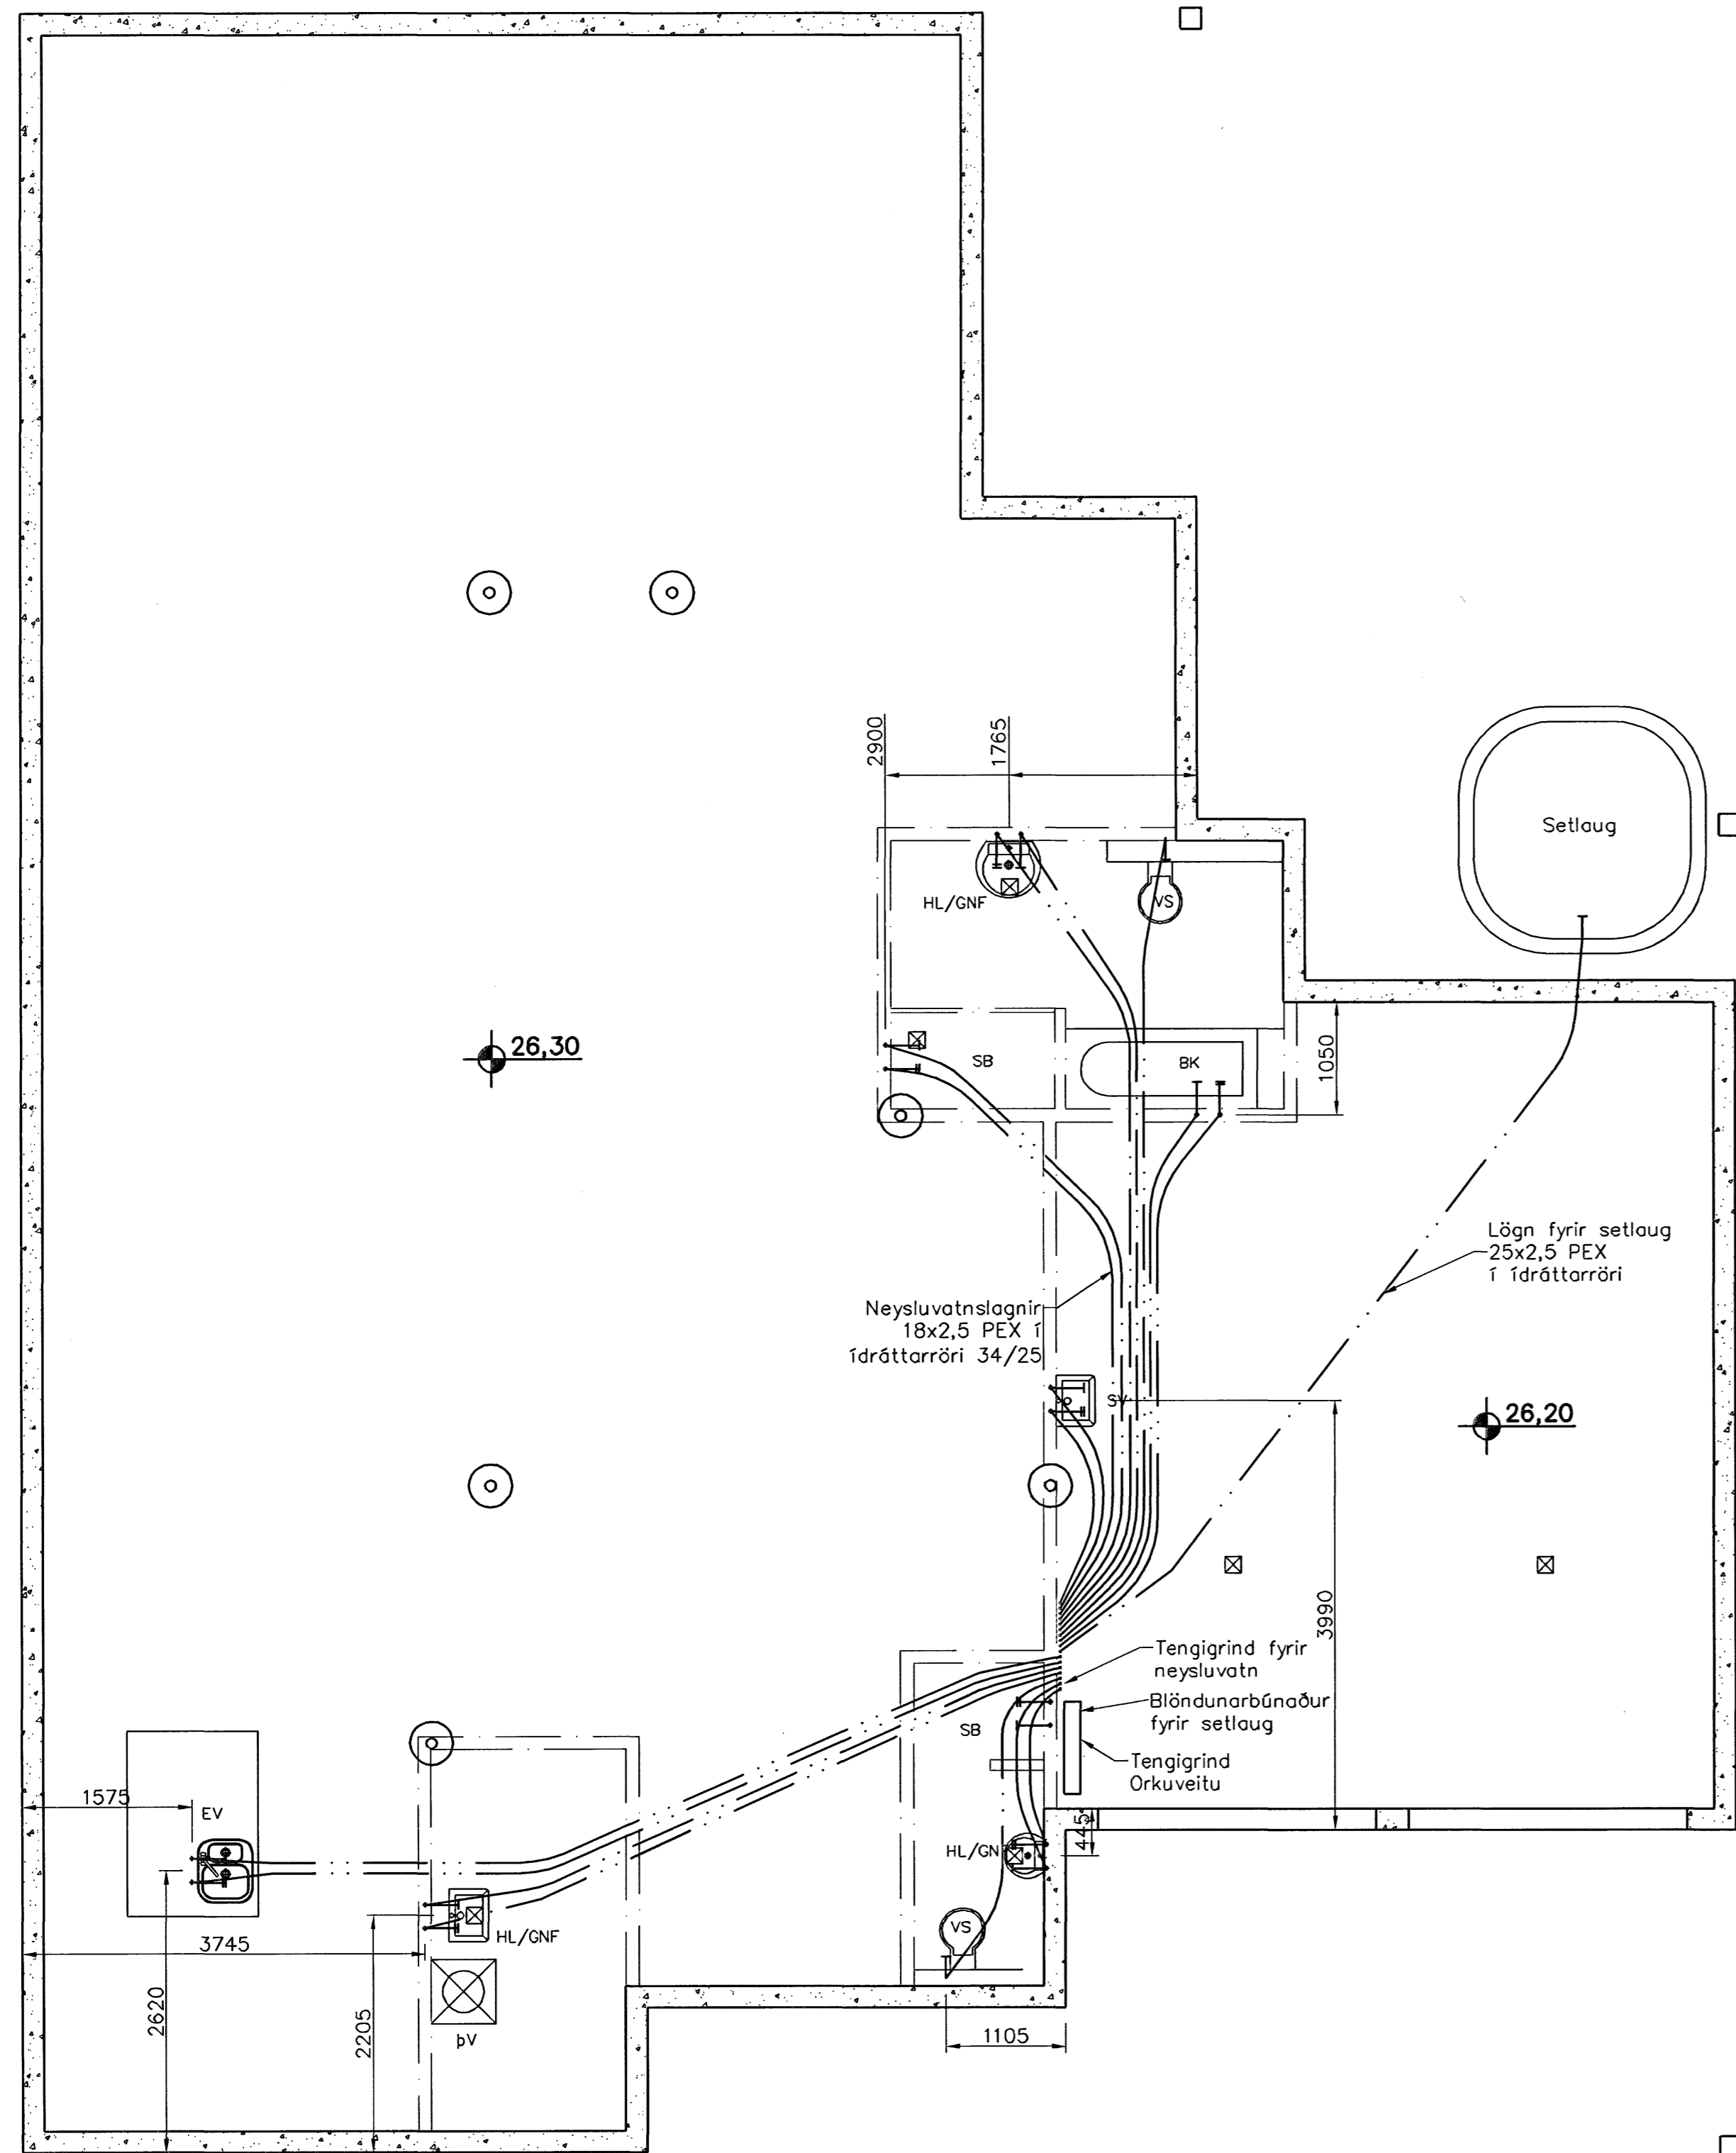 2900
1765
Setlaug
HL/GNF
VS
26,30
SB
BK
1050
Lögn fyrir setlaug
25x2,5 PEX
í ídráttarröri
Neysluvatnslagnir
18x2,5 PEX í
ídráttarröri 34/25
SV
26,20
3990
Tengigrind fyrir
neysluvatn
Blöndunarbúnaður
fyrir setlaug
SB
Tengigrind
Orkuveitu
1575
EV
445
HL/GN
VS
HL/GNF
3745
2620
2205
1105
þV